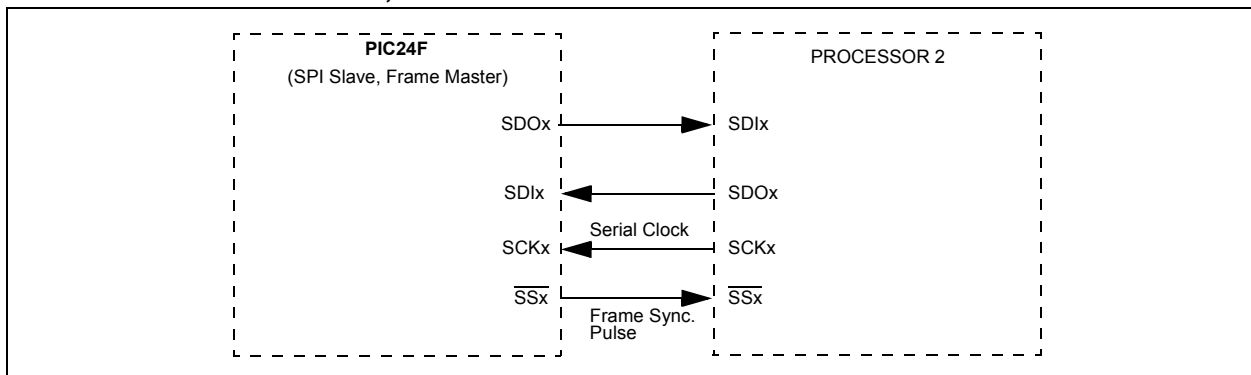 PIC24F
(SPI Slave, Frame Master)
PROCESSOR 2
SDOx
SDIx
SDIx
SDOx
Serial Clock
SCKx
SCKx
SSx
SSx
Frame Sync.
Pulse